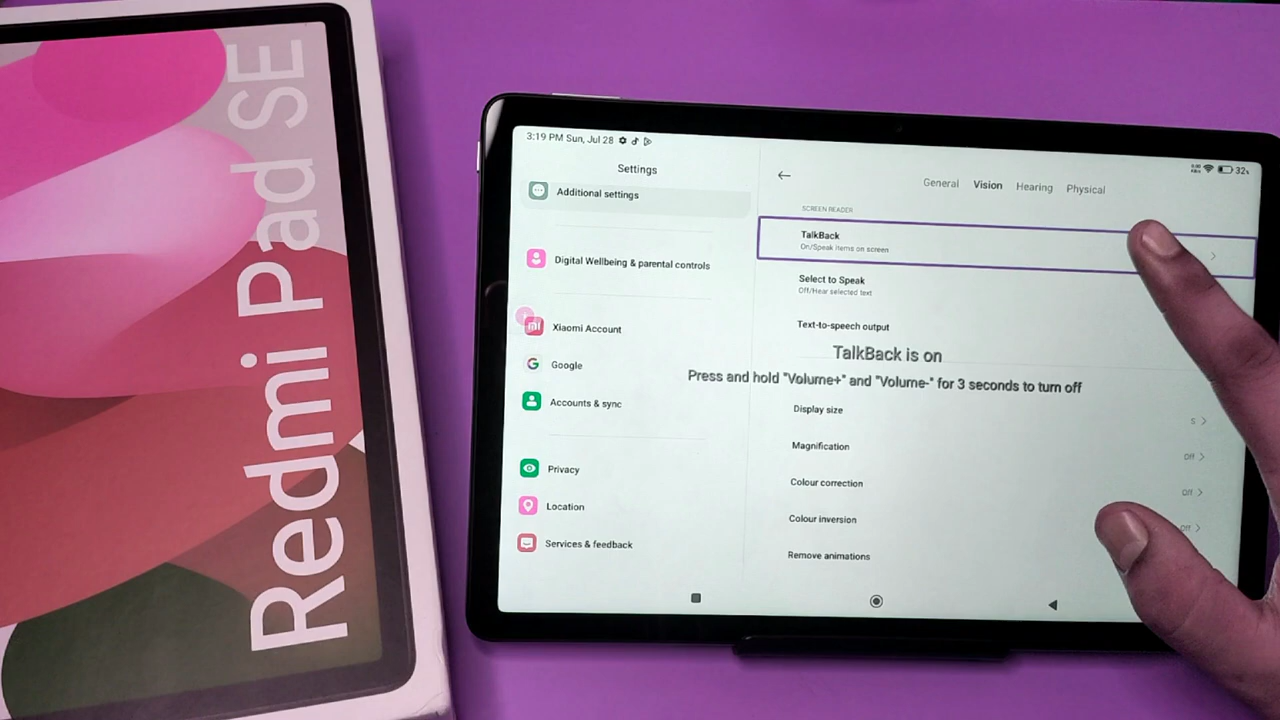 Redmi Pad SE
3:19 PM Sun, Jul 28
32%
Settings
Additional settings
Digital Wellbeing & parental controls
Xiaomi Account
mi
Google
G
Accounts & sync
Privacy
Location
Services & feedback
General Vision Hearing Physical
SCREEN READER
TalkBack
On/Speak items on screen
Select to Speak
Off/Hear selected text
Text-to-speech output
TalkBack is on
Press and hold "Volume+" and "Volume-" for 3 seconds to turn off
Display size
S
Magnification
Off
Colour correction
Off
Colour inversion
Off
Remove animations